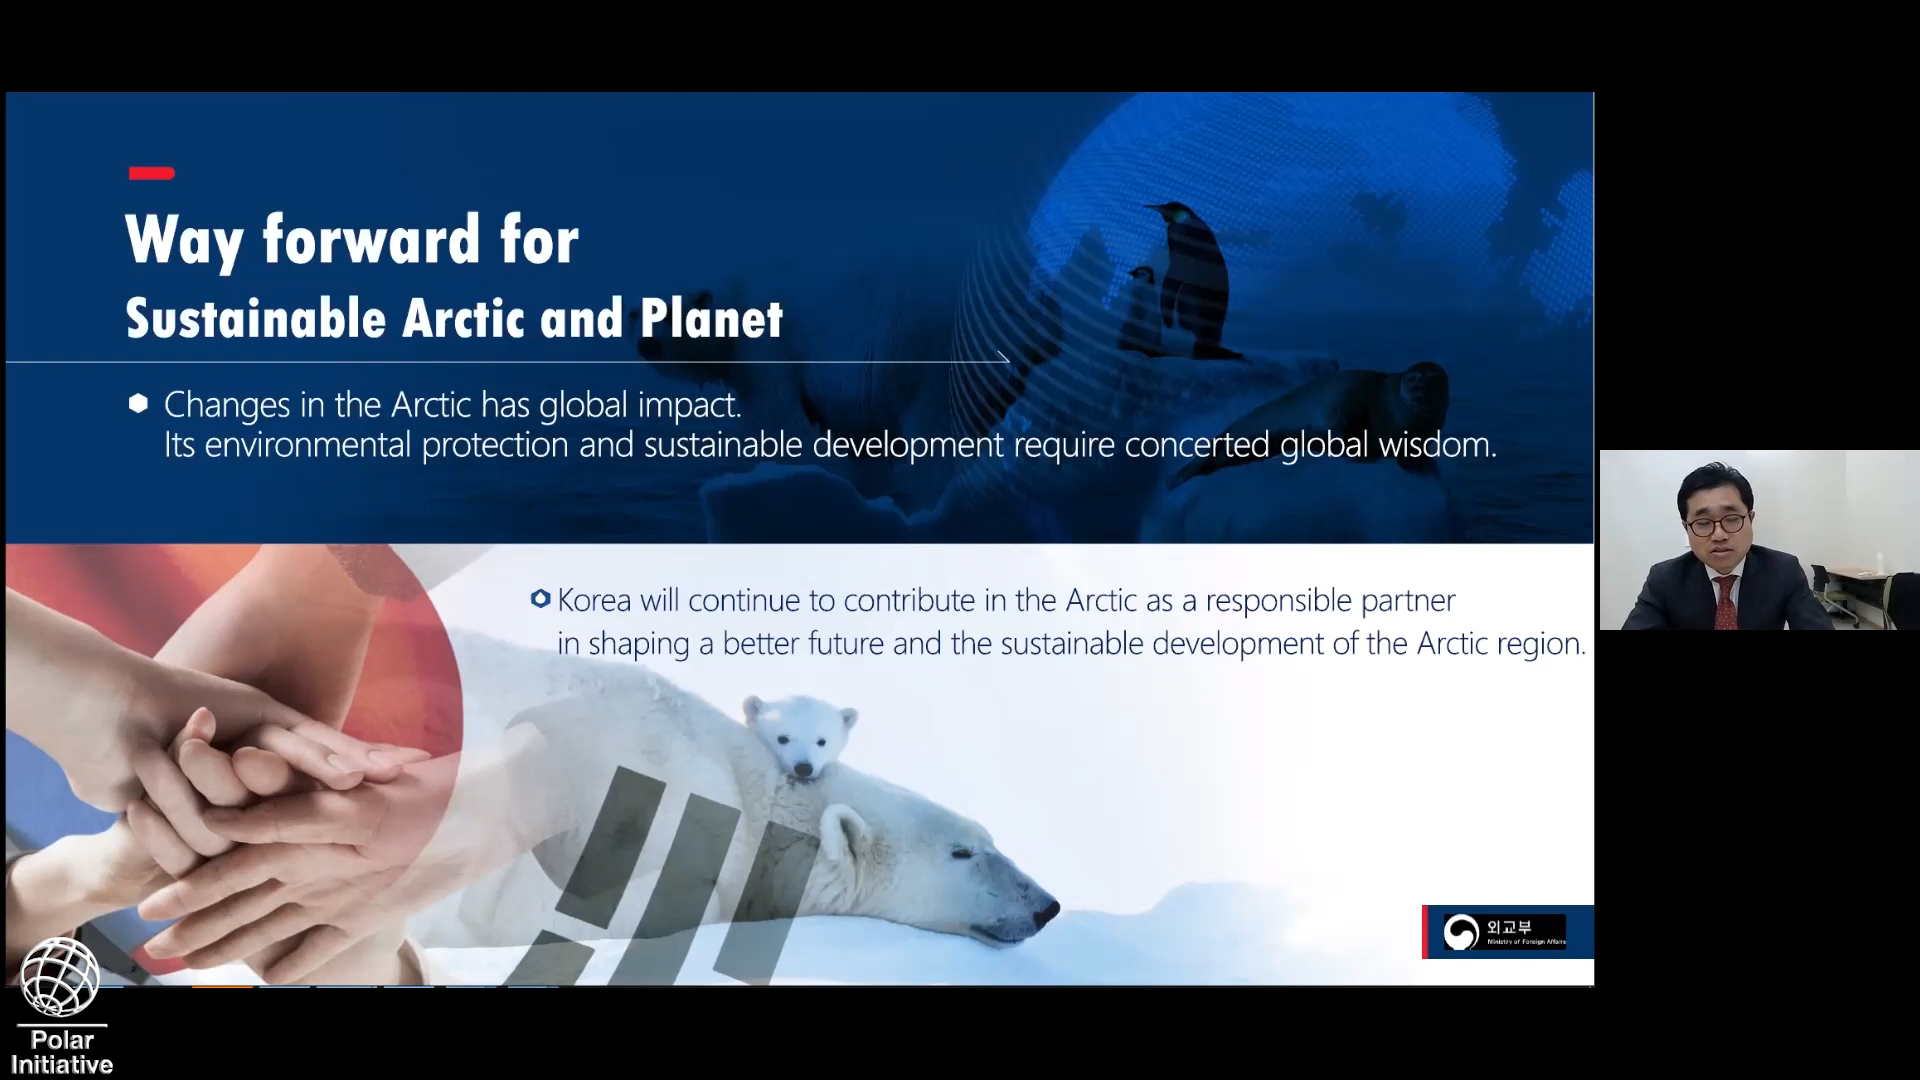 Way forward for
Sustainable Arctic and Planet
Changes in the Arctic has global impact.
Its environmental protection and sustainable development require concerted global wisdom.
Korea will continue to contribute in the Arctic as a responsible partner
in shaping a better future and the sustainable development of the Arctic region.
외교부
Ministry of Foreign Affairs
Polar
Initiative